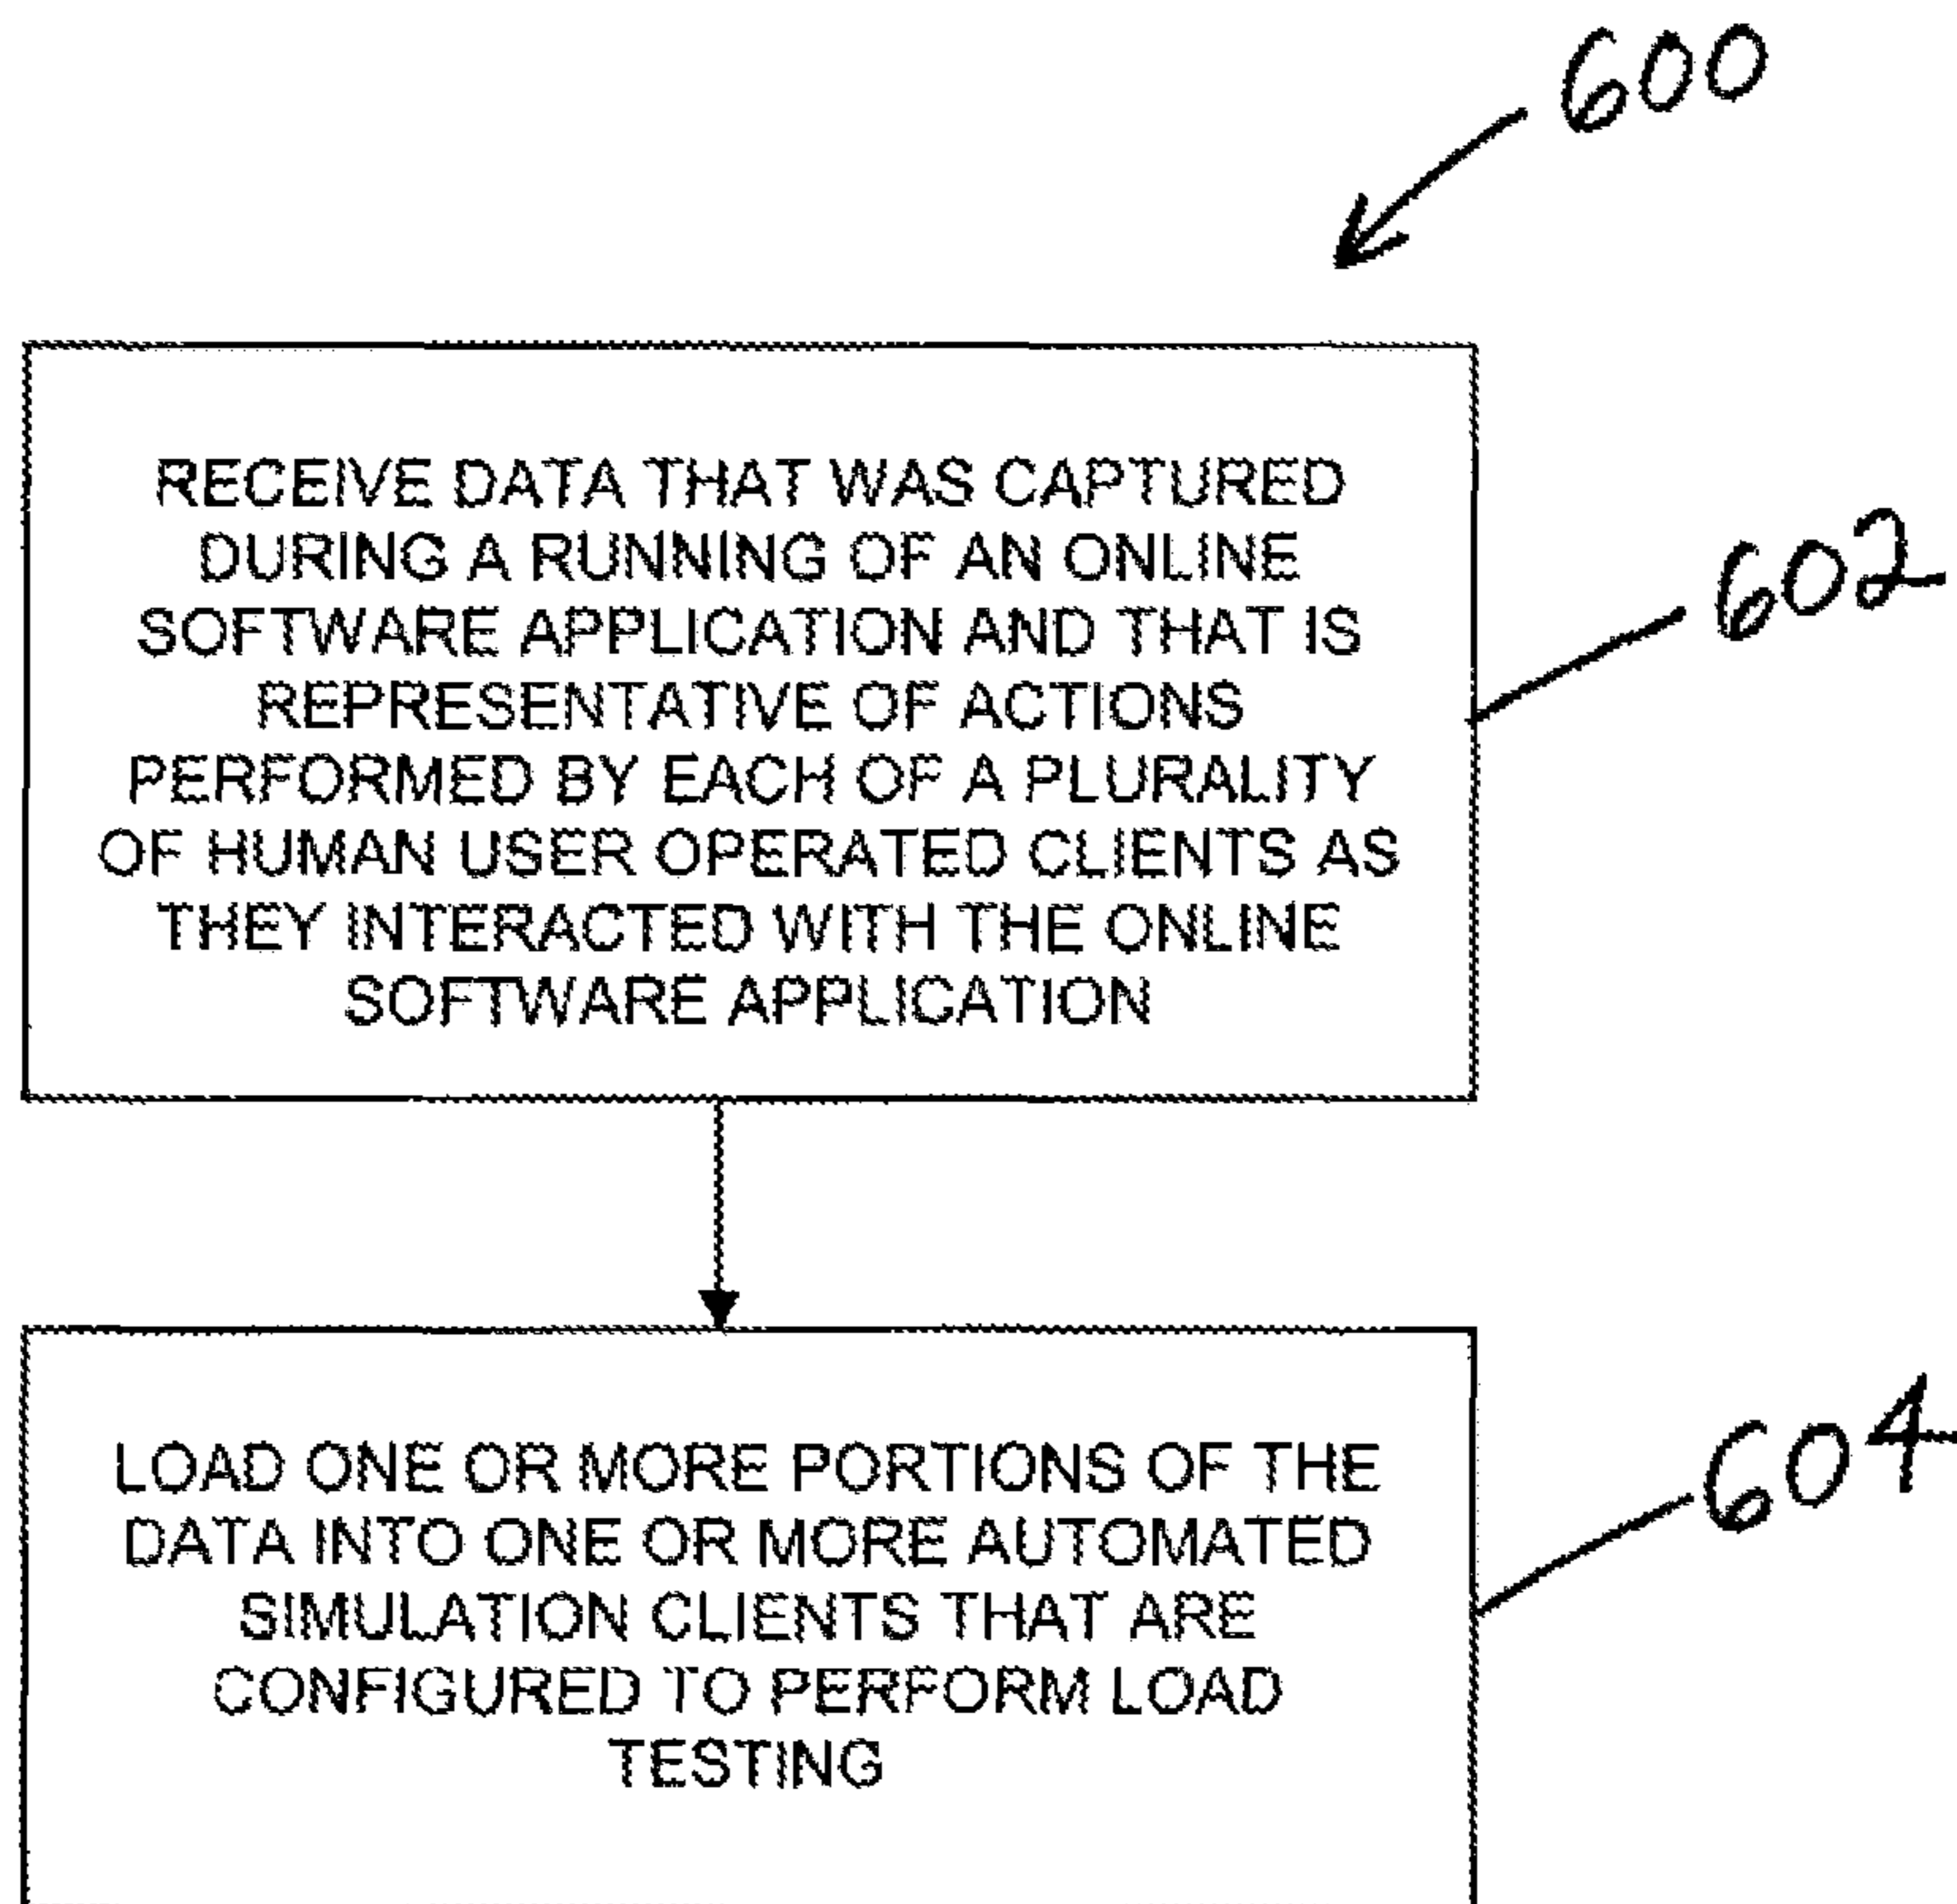 600
RECEIVE DATA THAT WAS CAPTURED
DURING A RUNNING OF AN ONLINE
SOFTWARE APPLICATION AND THAT IS
REPRESENTATIVE OF ACTIONS
PERFORMED BY EACH OF A PLURALITY
OF HUMAN USER OPERATED CLIENTS AS
THEY INTERACTED WITH THE ONLINE
SOFTWARE APPLICATION
602
LOAD ONE OR MORE PORTIONS OF THE
DATA INTO ONE OR MORE AUTOMATED
SIMULATION CLIENTS THAT ARE
CONFIGURED TO PERFORM LOAD
TESTING
604